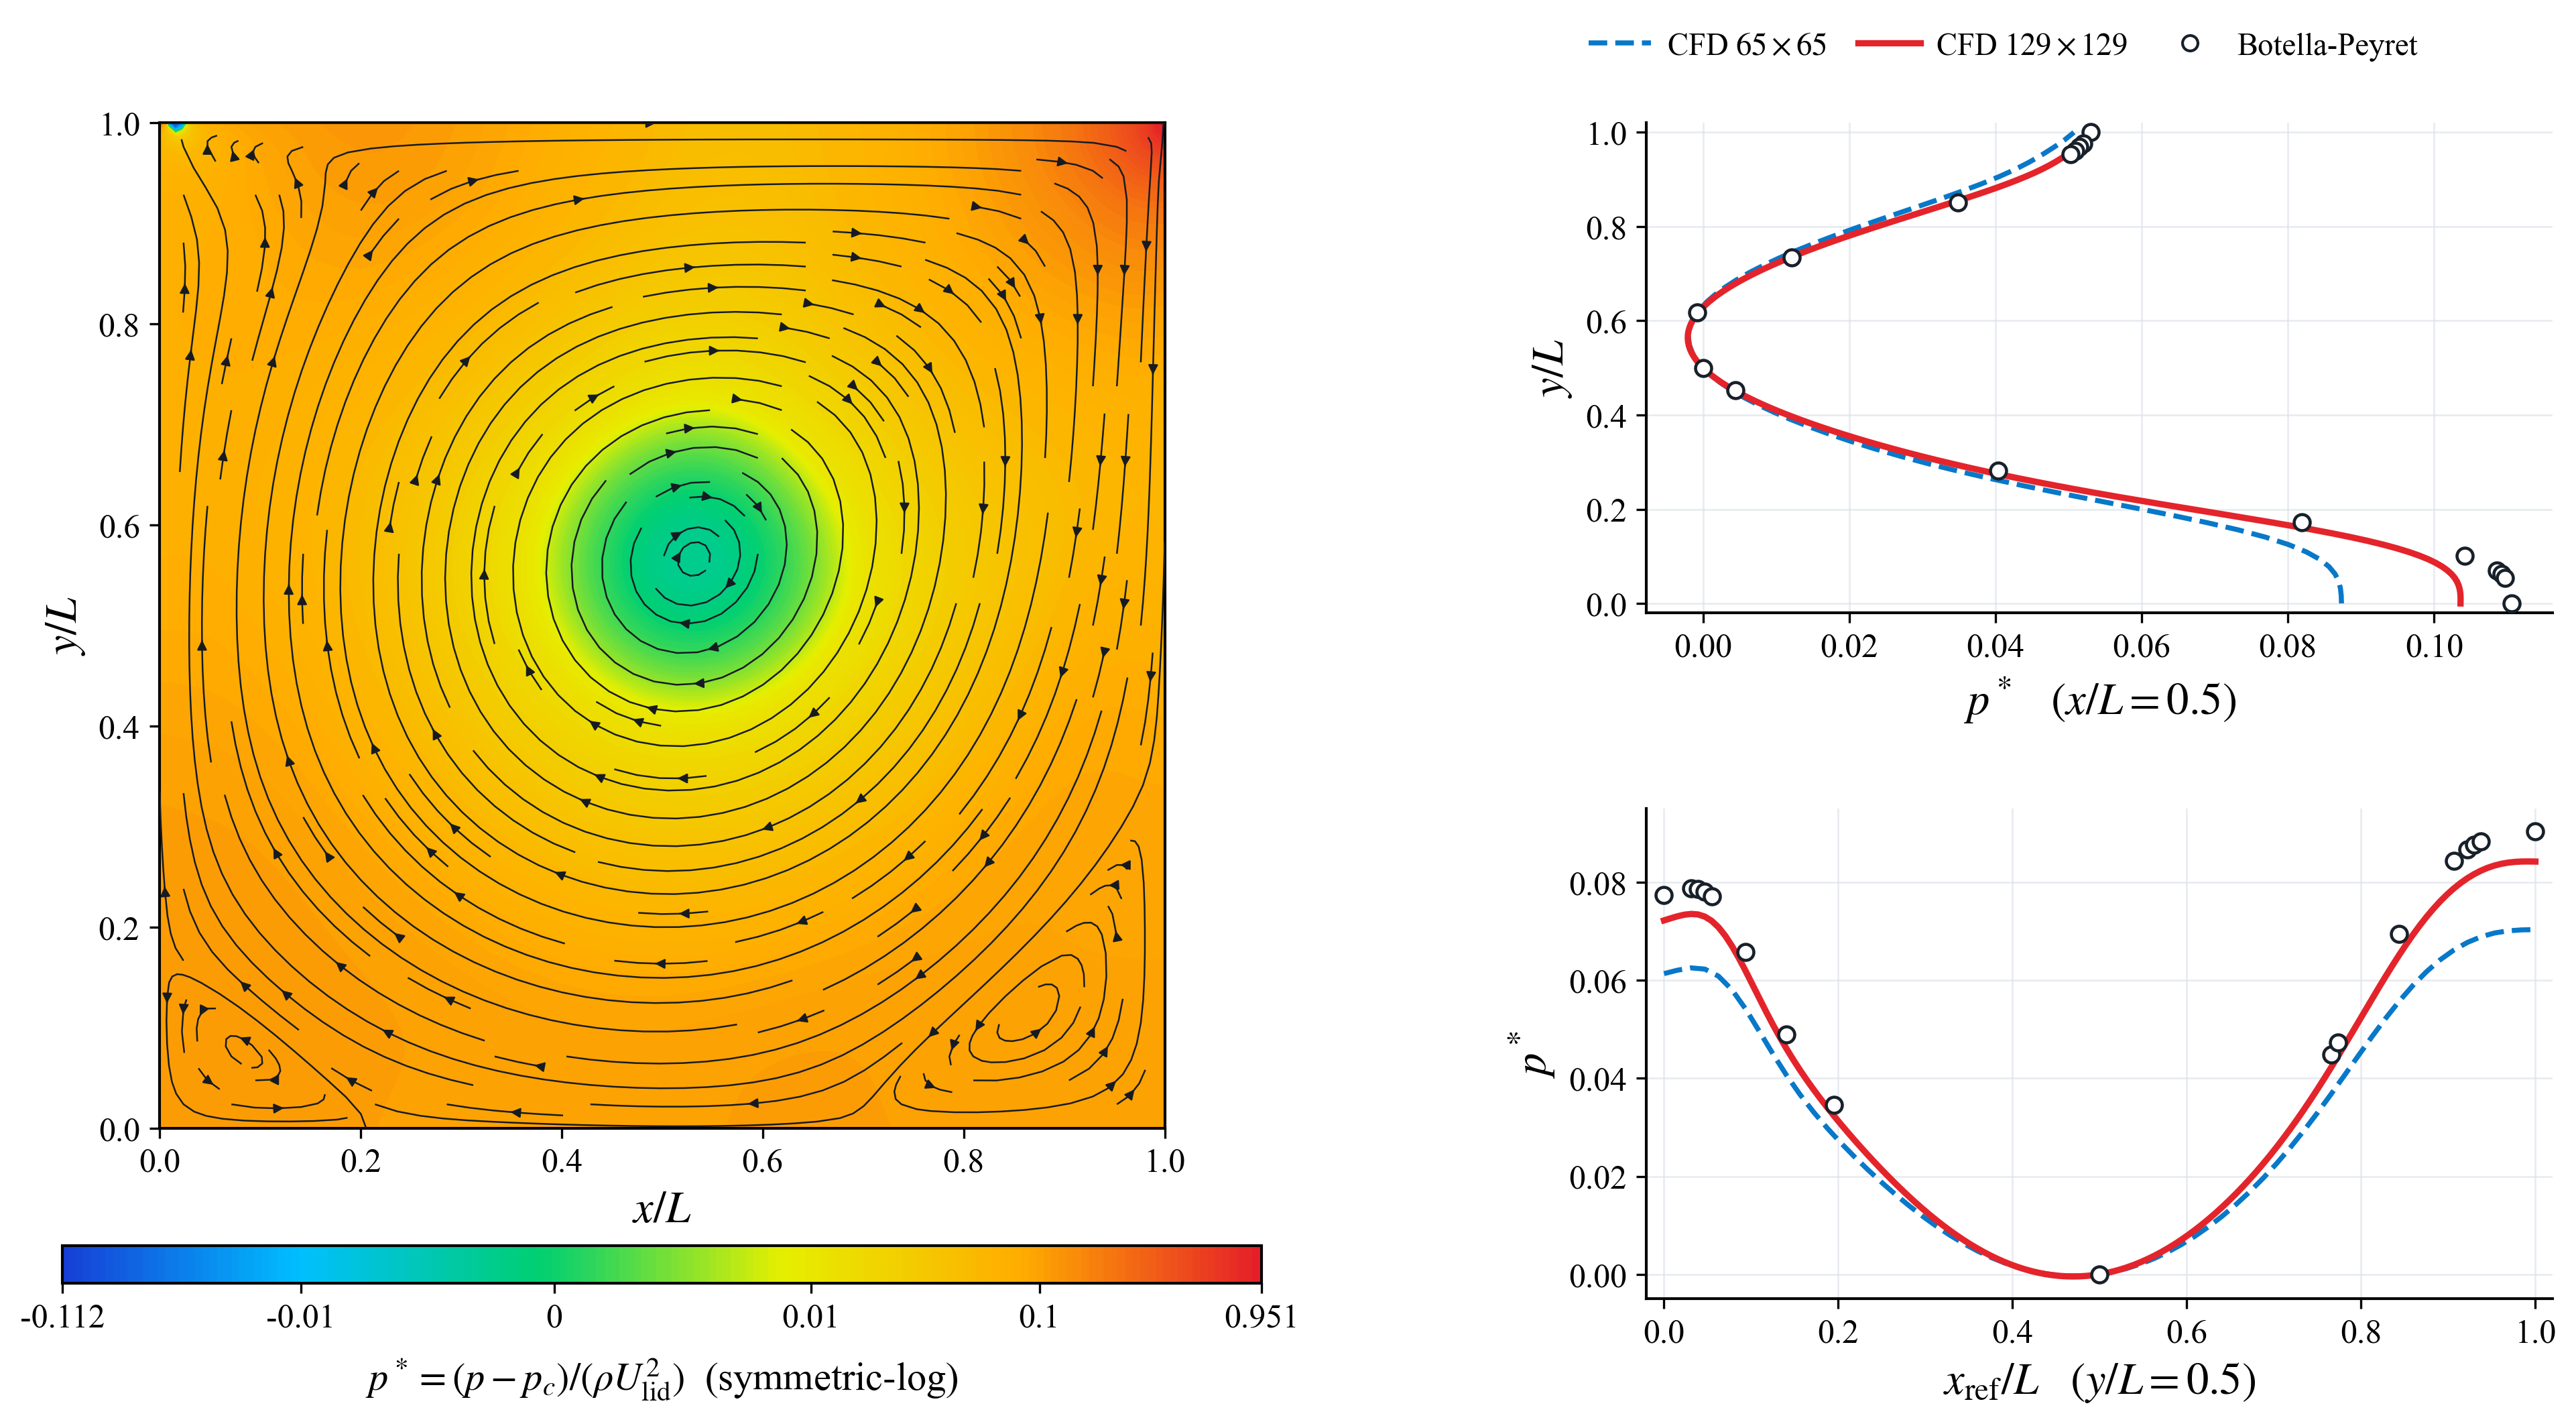 CFD 65×65 CFD 129×129 Botella-Peyret
1.0
0.8
0.6
0.4
0.2
0.0
y/L
0.0 0.2 0.4 0.6 0.8 1.0
x/L
-0.112 -0.01 0 0.01 0.1 0.951
p* = (p − p_c)/(ρU²_lid) (symmetric-log)
1.0
0.8
0.6
0.4
0.2
0.0
y/L
0.00 0.02 0.04 0.06 0.08 0.10
p* (x/L = 0.5)
0.08
0.06
0.04
0.02
0.00
p*
0.0 0.2 0.4 0.6 0.8 1.0
x_ref/L (y/L = 0.5)